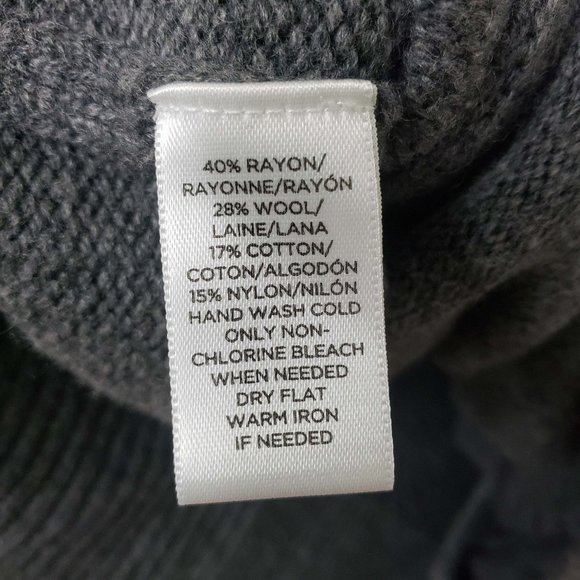 40% RAYON/
RAYONNE/RAYÓN
28% WOOL/
LAINE/LANA
17% COTTON/
COTON/ALGODÓN
15% NYLON/NILÓN
HAND WASH COLD
ONLY NON-
CHLORINE BLEACH
WHEN NEEDED
DRY FLAT
WARM IRON
IF NEEDED